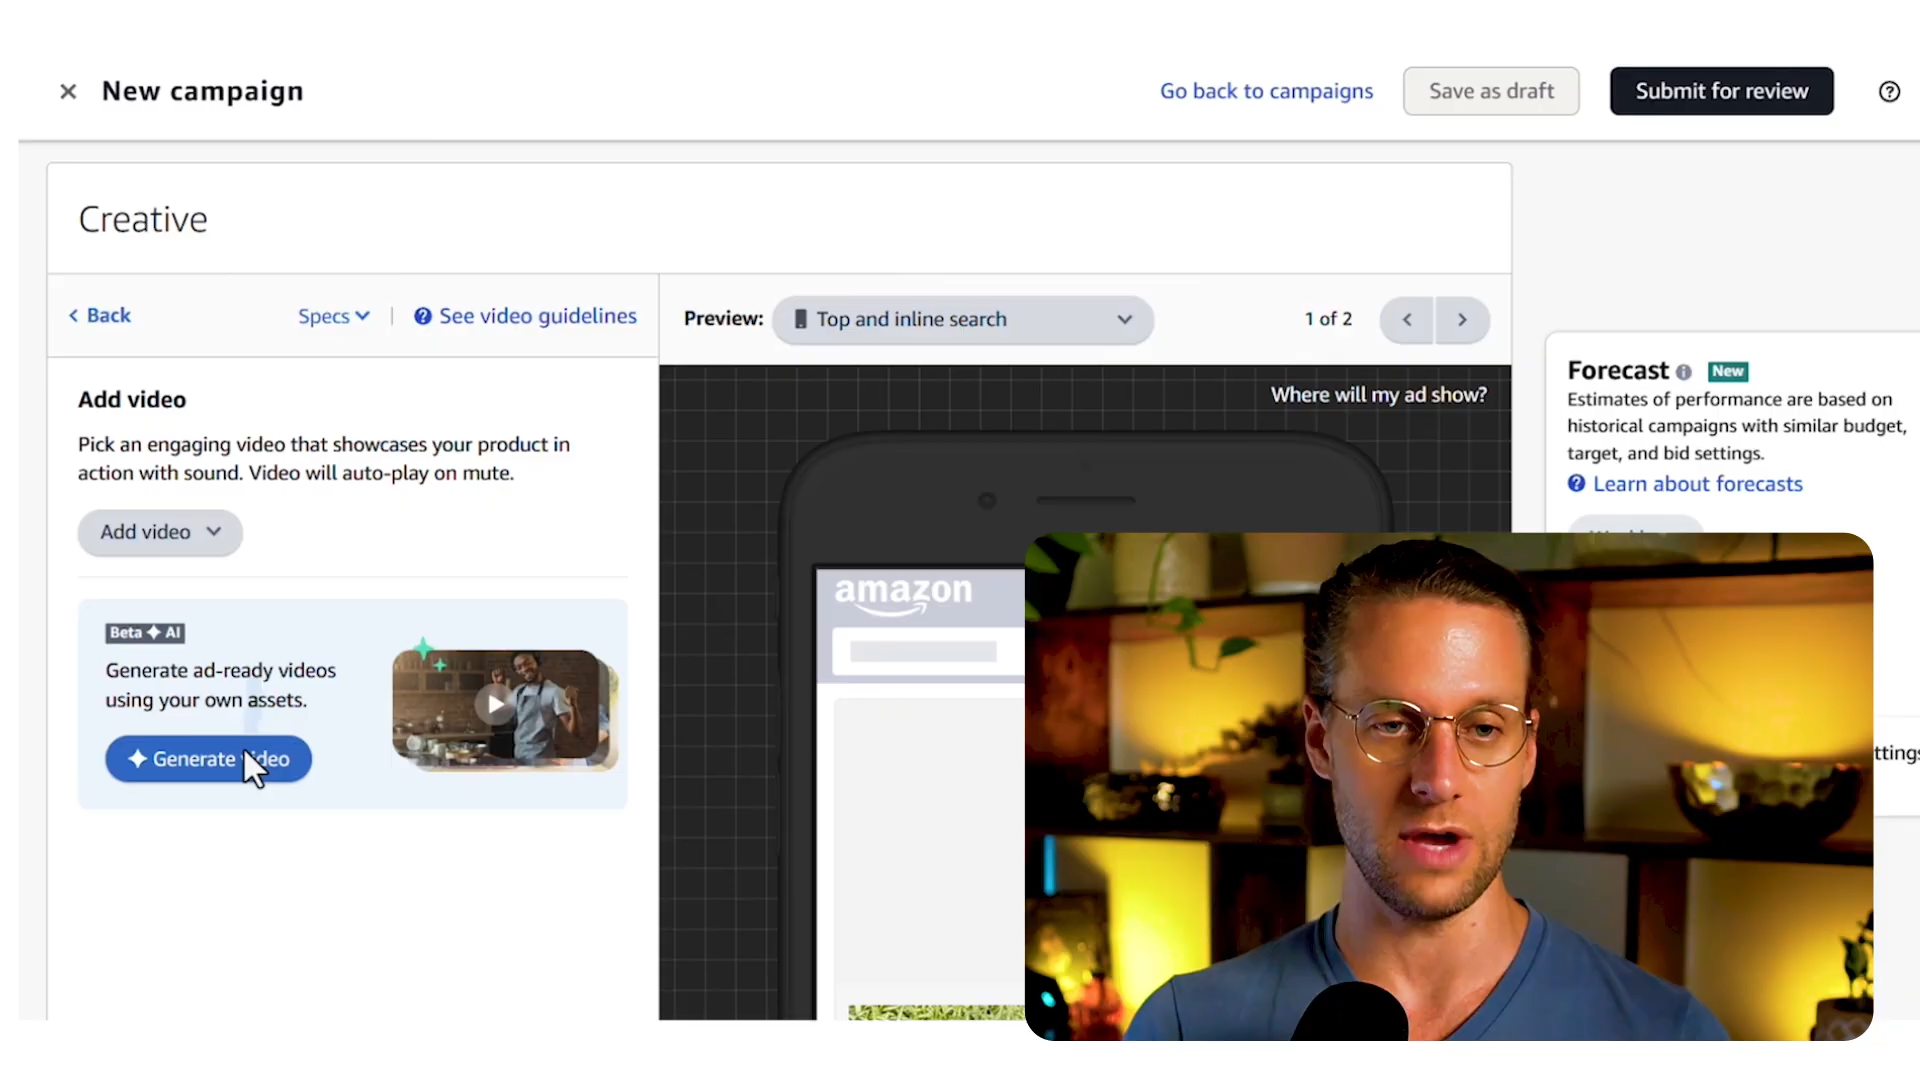 New campaign
Go back to campaigns
Save as draft
Submit for review
Creative
Back
Specs
See video guidelines
Preview:
Top and inline search
1 of 2
Where will my ad show?
Add video
Pick an engaging video that showcases your product in
action with sound. Video will auto-play on mute.
Add video
Beta AI
Generate ad-ready videos
using your own assets.
Generate video
amazon
Forecast
New
Estimates of performance are based on
historical campaigns with similar budget,
target, and bid settings.
Learn about forecasts
ttings